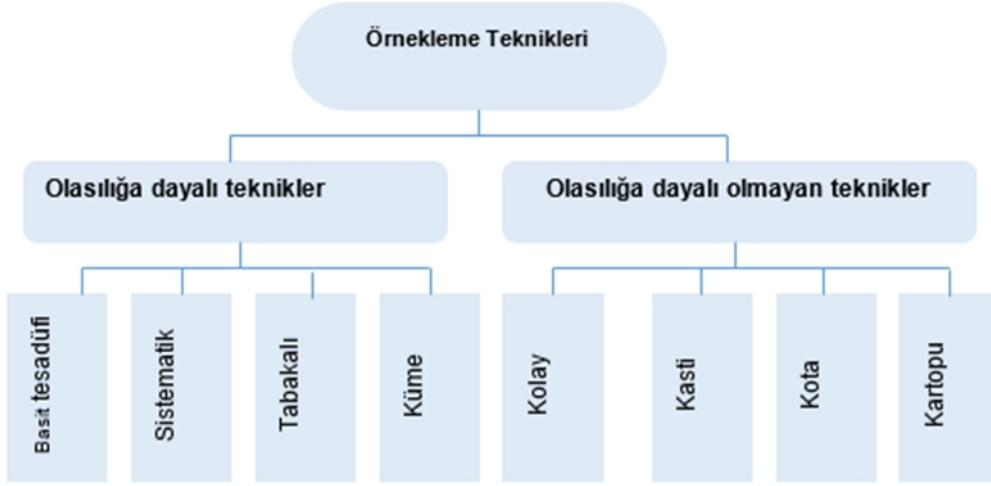 Örnekleme Teknikleri
Olasılığa dayalı teknikler
Olasılığa dayalı olmayan teknikler
Basit tesadüfi
Sistematik
Tabakalı
Küme
Kolay
Kasti
Kota
Kartopu